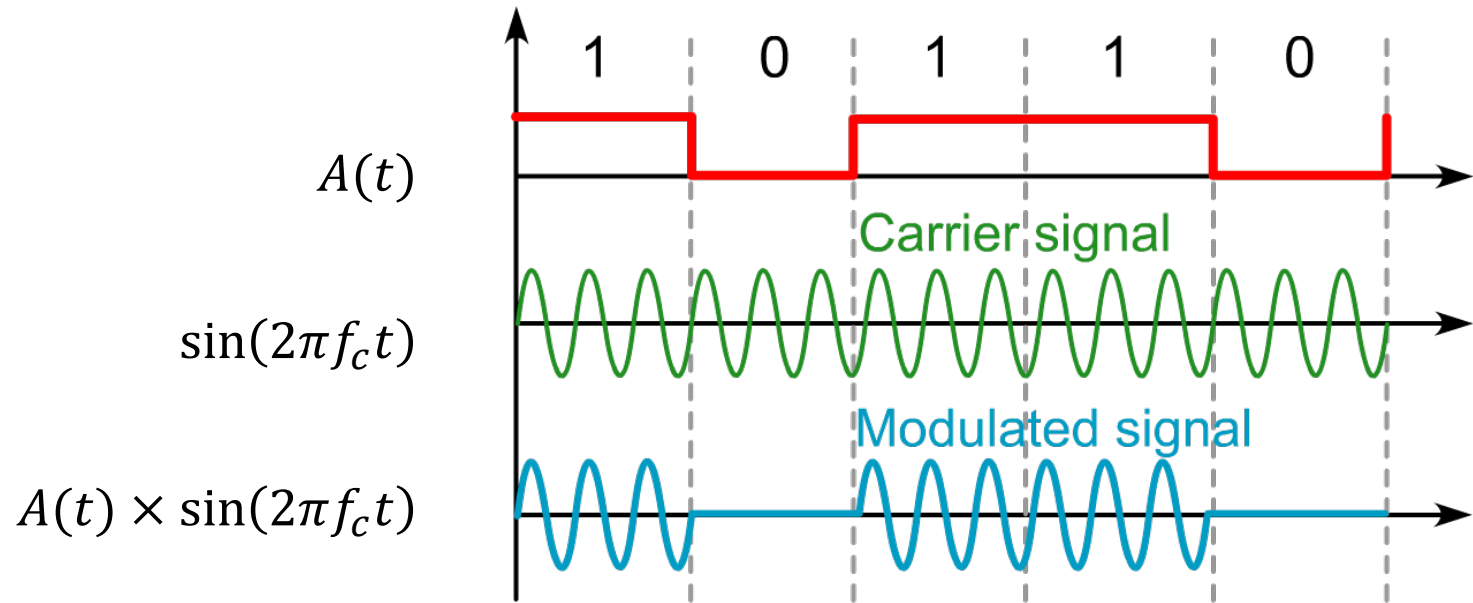 1 0 1 1 0
A(t)
Carrier signal
sin(2πf_c t)
Modulated signal
A(t) × sin(2πf_c t)